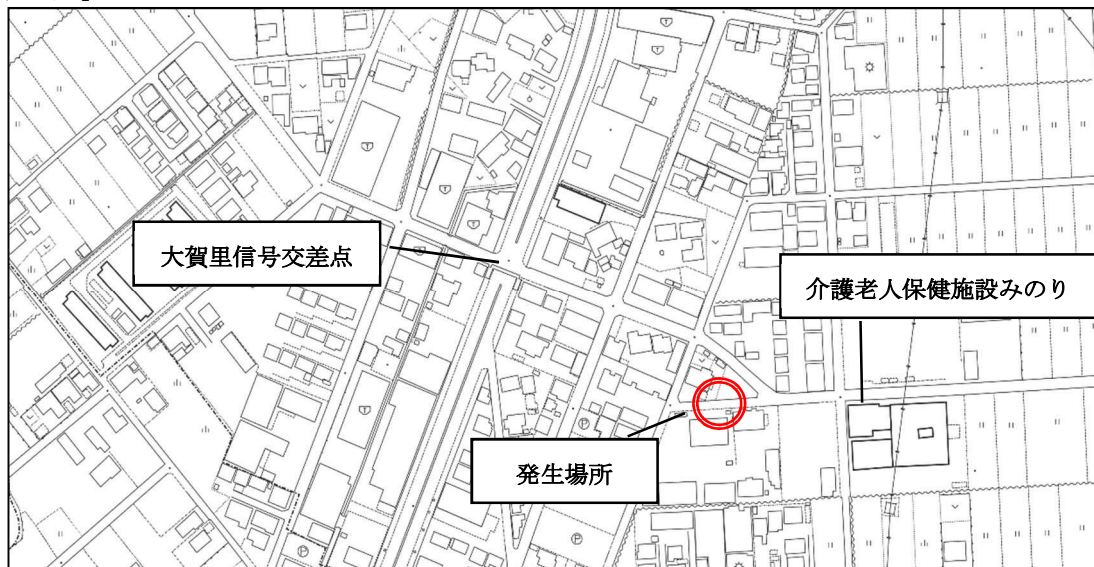 大賀里信号交差点
介護老人保健施設みのり
発生場所